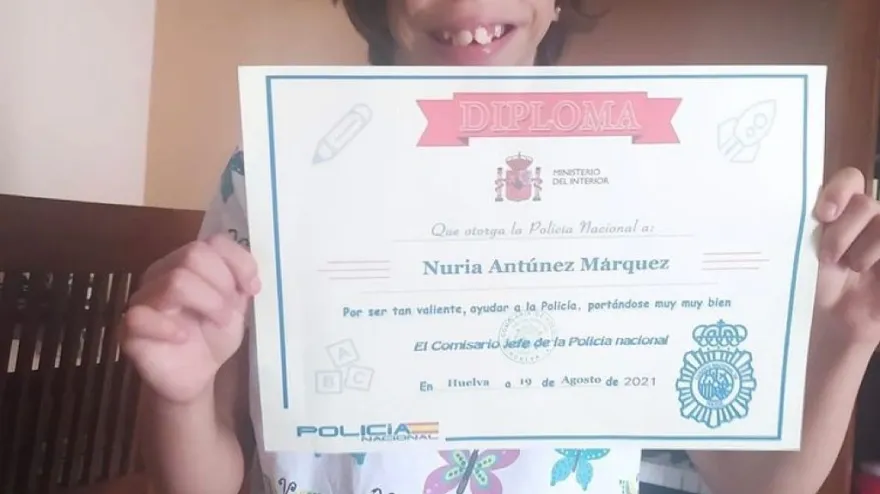 DIPLOMA
MINISTERIO
DEL INTERIOR
Que otorga la Policía Nacional a:
Nuria Antúnez Márquez
Por ser tan valiente, ayudar a la Policía, portándose muy muy bien
El Comisario Jefe de la Policía nacional
En Huelva a 19 de Agosto de 2021
A
B C
POLICIA
NACIONAL